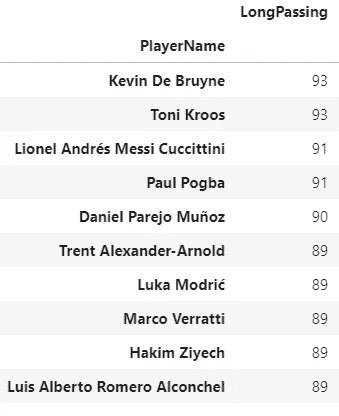 LongPassing
PlayerName
Kevin De Bruyne 93
Toni Kroos 93
Lionel Andrés Messi Cuccittini 91
Paul Pogba 91
Daniel Parejo Muñoz 90
Trent Alexander-Arnold 89
Luka Modrić 89
Marco Verratti 89
Hakim Ziyech 89
Luis Alberto Romero Alconchel 89